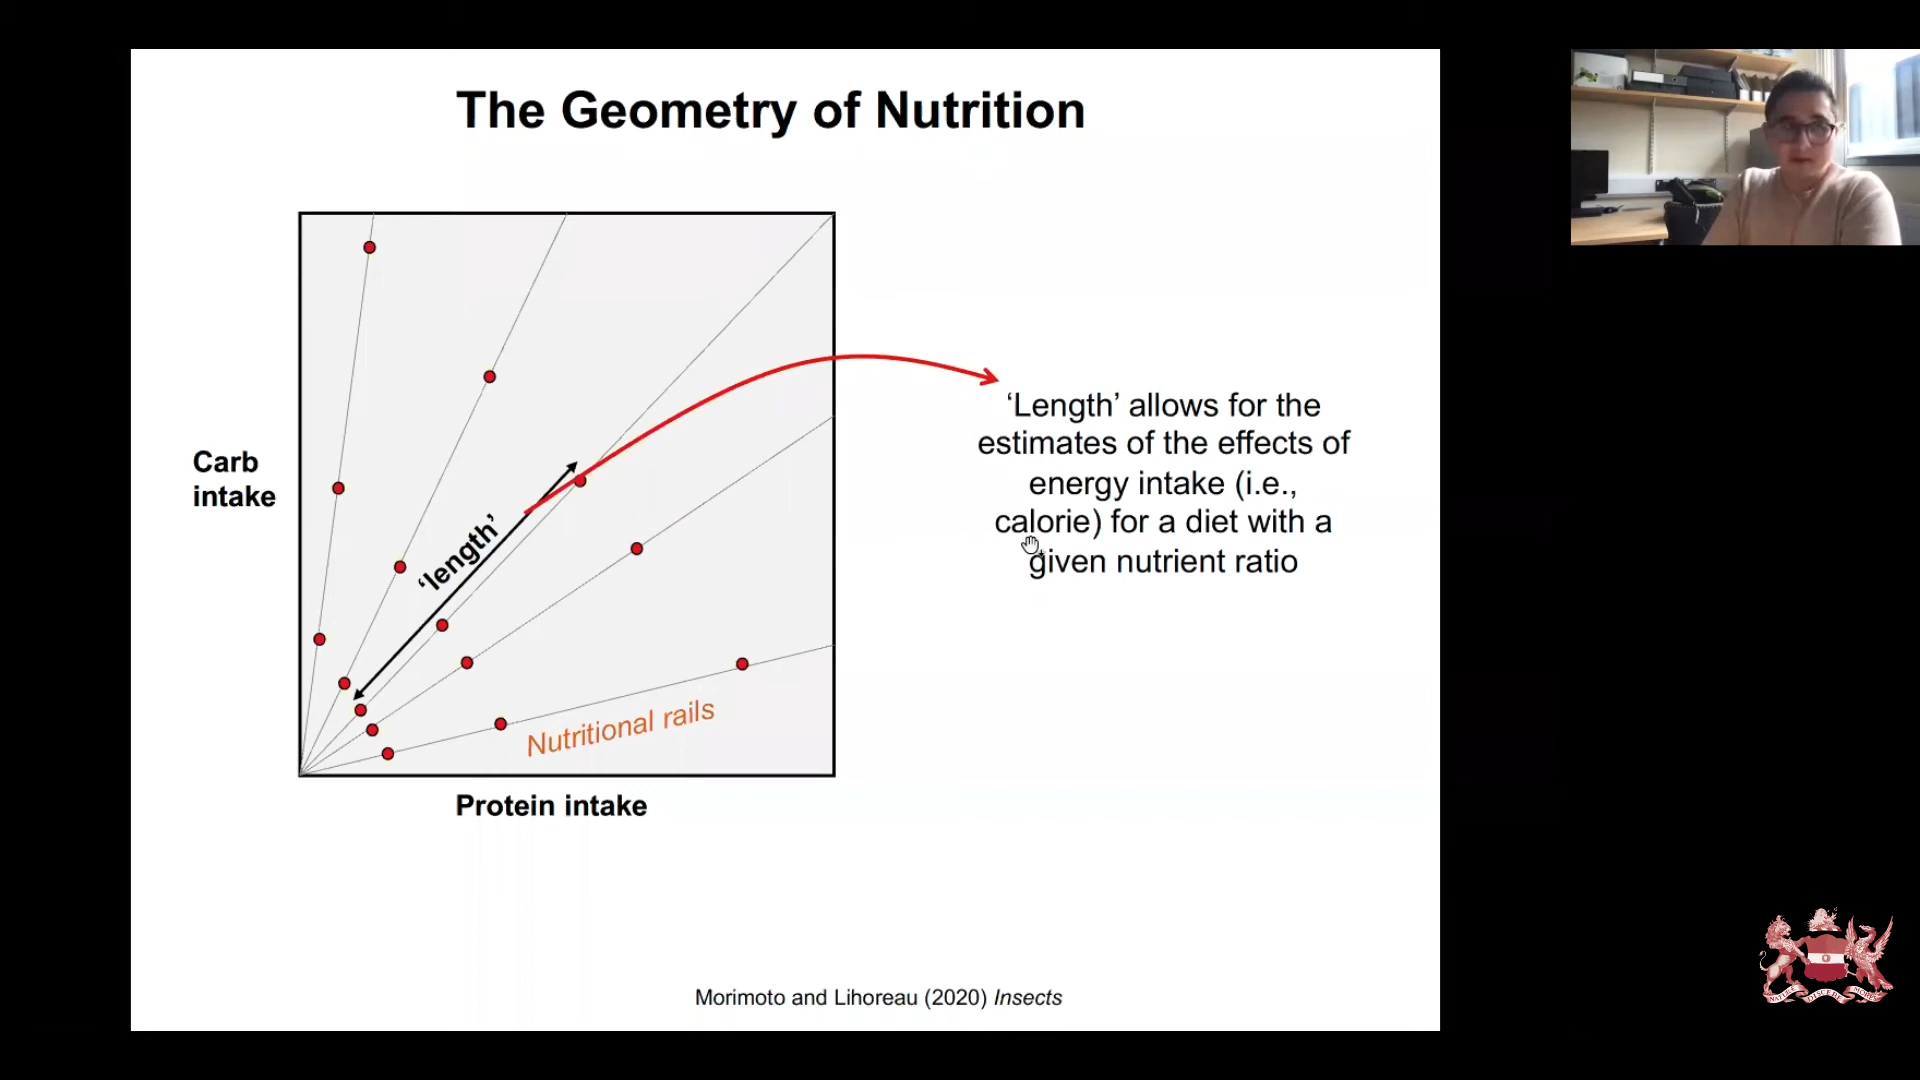 The Geometry of Nutrition
Carb
intake
'length'
Nutritional rails
Protein intake
‘Length’ allows for the
estimates of the effects of
energy intake (i.e.,
calorie) for a diet with a
given nutrient ratio
Morimoto and Lihoreau (2020) Insects